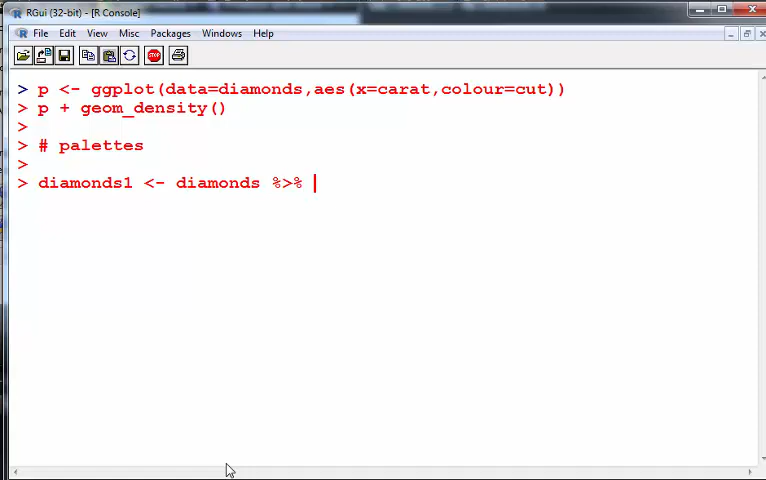 RGui (32-bit) - [R Console]
File Edit View Misc Packages Windows Help
STOP
> p <- ggplot(data=diamonds,aes(x=carat,colour=cut))
> p + geom_density()
>
> # palettes
>
> diamonds1 <- diamonds %>%